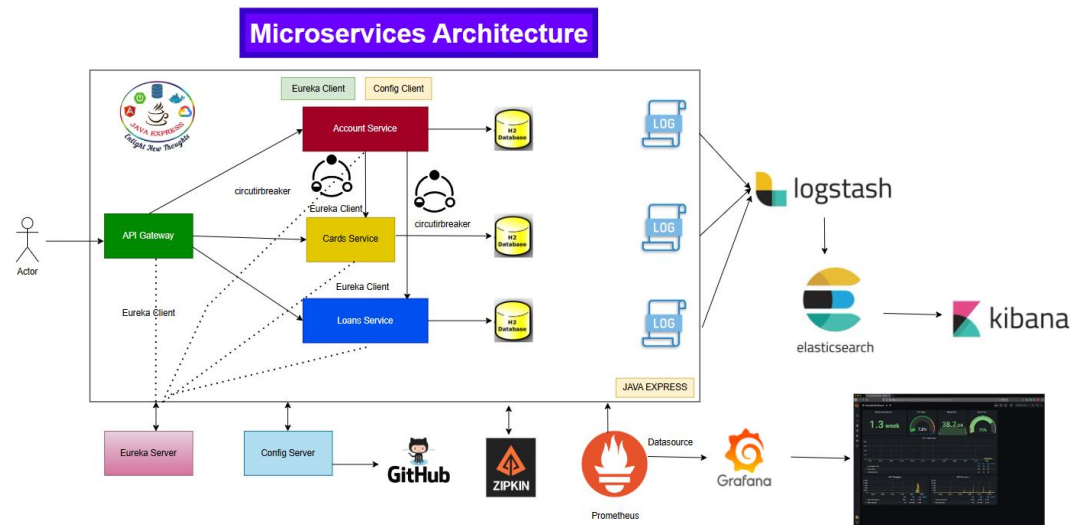 Microservices Architecture
JAVA EXPRESS
Enlight New Thoughts
Eureka Client
Config Client
Account Service
H2
Database
LOG
circutirbreaker
Eureka Client
circutirbreaker
API Gateway
Cards Service
H2
Database
LOG
logstash
Actor
Eureka Client
Eureka Client
Loans Service
H2
Database
LOG
elasticsearch
kibana
JAVA EXPRESS
Eureka Server
Config Server
GitHub
ZIPKIN
Prometheus
Datasource
Grafana
1.3 week
38.7